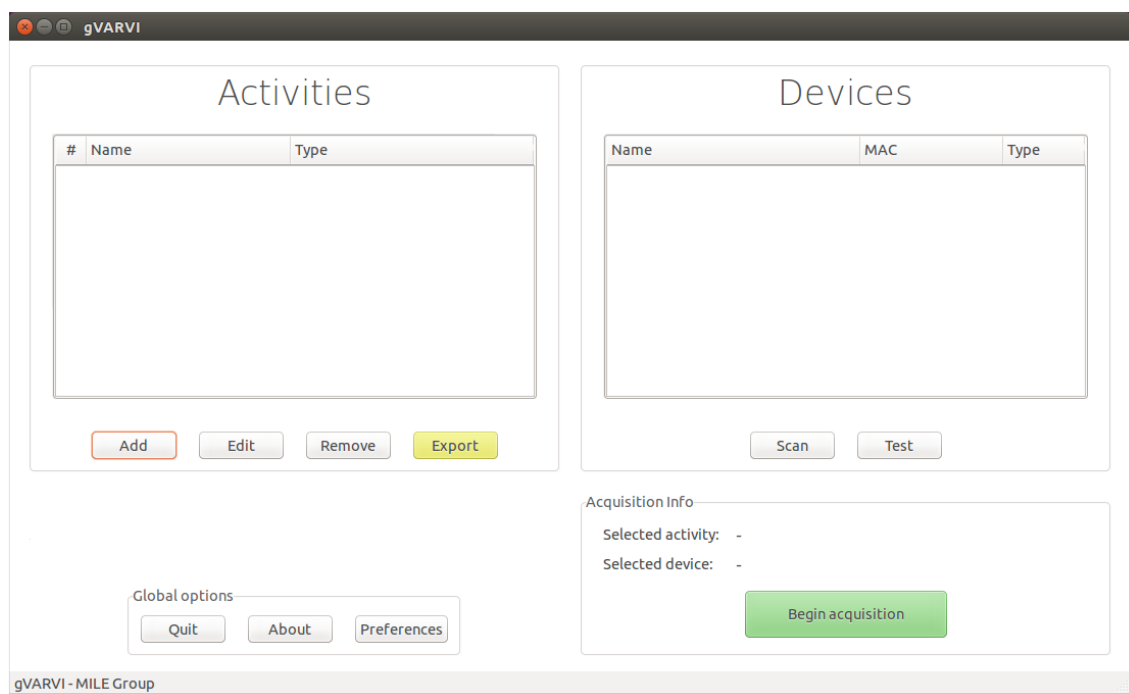 gVARVI
Activities
# Name Type
Add Edit Remove Export
Devices
Name MAC Type
Scan Test
Acquisition Info
Selected activity: -
Selected device: -
Begin acquisition
Global options
Quit About Preferences
gVARVI - MILE Group